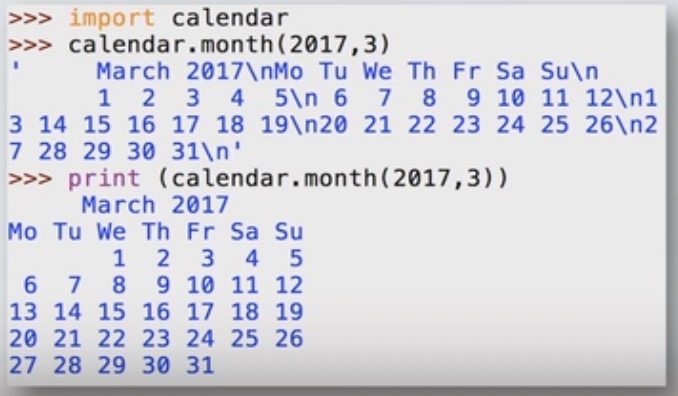 >>> import calendar
>>> calendar.month(2017,3)
'     March 2017\nMo Tu We Th Fr Sa Su\n
      1  2  3  4  5\n 6  7  8  9 10 11 12\n1
3 14 15 16 17 18 19\n20 21 22 23 24 25 26\n2
7 28 29 30 31\n'
>>> print (calendar.month(2017,3))
     March 2017
Mo Tu We Th Fr Sa Su
       1  2  3  4  5
 6  7  8  9 10 11 12
13 14 15 16 17 18 19
20 21 22 23 24 25 26
27 28 29 30 31